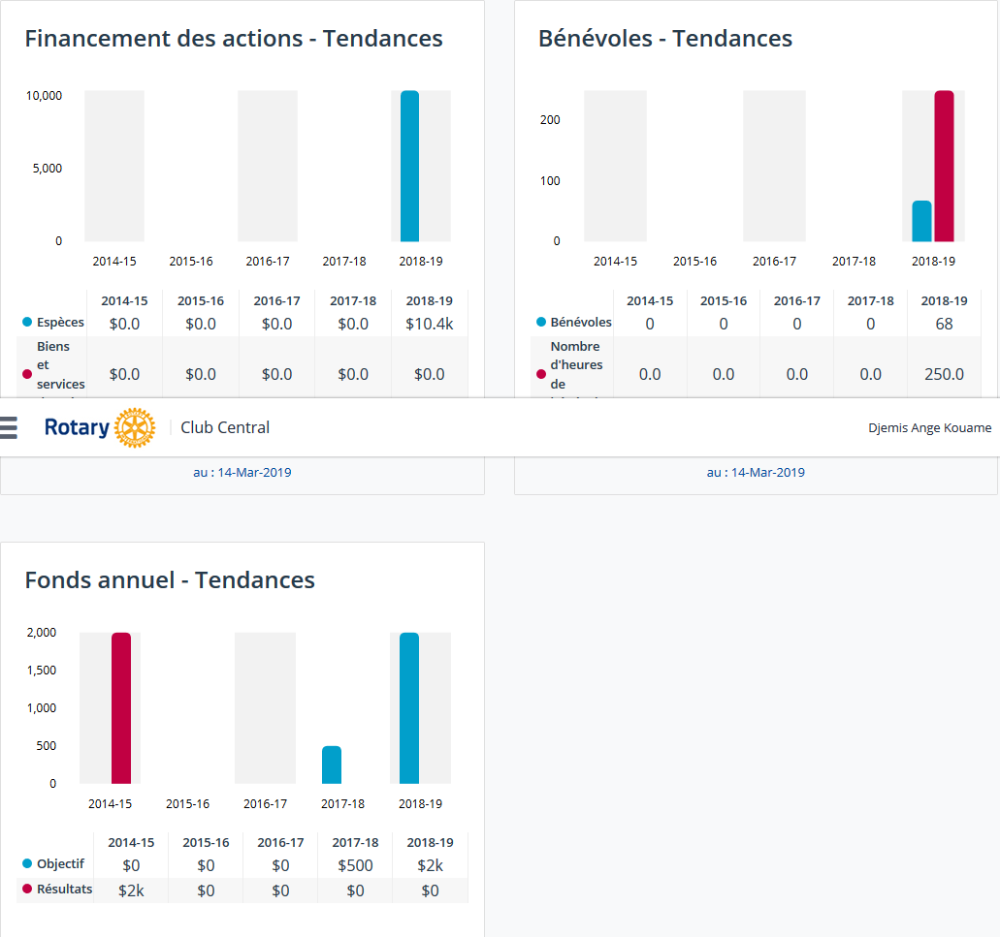 Financement des actions - Tendances
10,000
5,000
0
2014-15 2015-16 2016-17 2017-18 2018-19
2014-15 2015-16 2016-17 2017-18 2018-19
Espèces $0.0 $0.0 $0.0 $0.0 $10.4k
Biens
et
services $0.0 $0.0 $0.0 $0.0 $0.0
Bénévoles - Tendances
200
100
0
2014-15 2015-16 2016-17 2017-18 2018-19
2014-15 2015-16 2016-17 2017-18 2018-19
Bénévoles 0 0 0 0 68
Nombre
d'heures
de 0.0 0.0 0.0 0.0 250.0
Rotary Club Central Djemis Ange Kouame
au : 14-Mar-2019
au : 14-Mar-2019
Fonds annuel - Tendances
2,000
1,500
1,000
500
0
2014-15 2015-16 2016-17 2017-18 2018-19
2014-15 2015-16 2016-17 2017-18 2018-19
Objectif $0 $0 $0 $500 $2k
Résultats $2k $0 $0 $0 $0